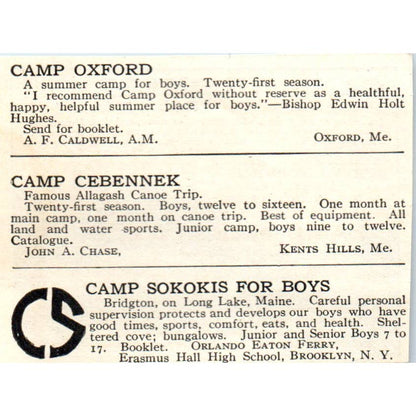 CAMP OXFORD
A summer camp for boys. Twenty-first season.
"I recommend Camp Oxford without reserve as a healthful,
happy, helpful summer place for boys."—Bishop Edwin Holt
Hughes.
Send for booklet.
A. F. CALDWELL, A.M. OXFORD, Me.
CAMP CEBENNEK
Famous Allagash Canoe Trip.
Twenty-first season. Boys, twelve to sixteen. One month at
main camp, one month on canoe trip. Best of equipment. All
land and water sports. Junior camp, boys nine to twelve.
Catalogue.
JOHN A. CHASE, KENTS HILLS, Me.
CS
CAMP SOKOKIS FOR BOYS
Bridgton, on Long Lake, Maine. Careful personal
supervision protects and develops our boys who have
good times, sports, comfort, eats, and health. Shel-
tered cove; bungalows. Junior and Senior Boys 7 to
17. Booklet. ORLANDO EATON FERRY,
Erasmus Hall High School, BROOKLYN, N. Y.